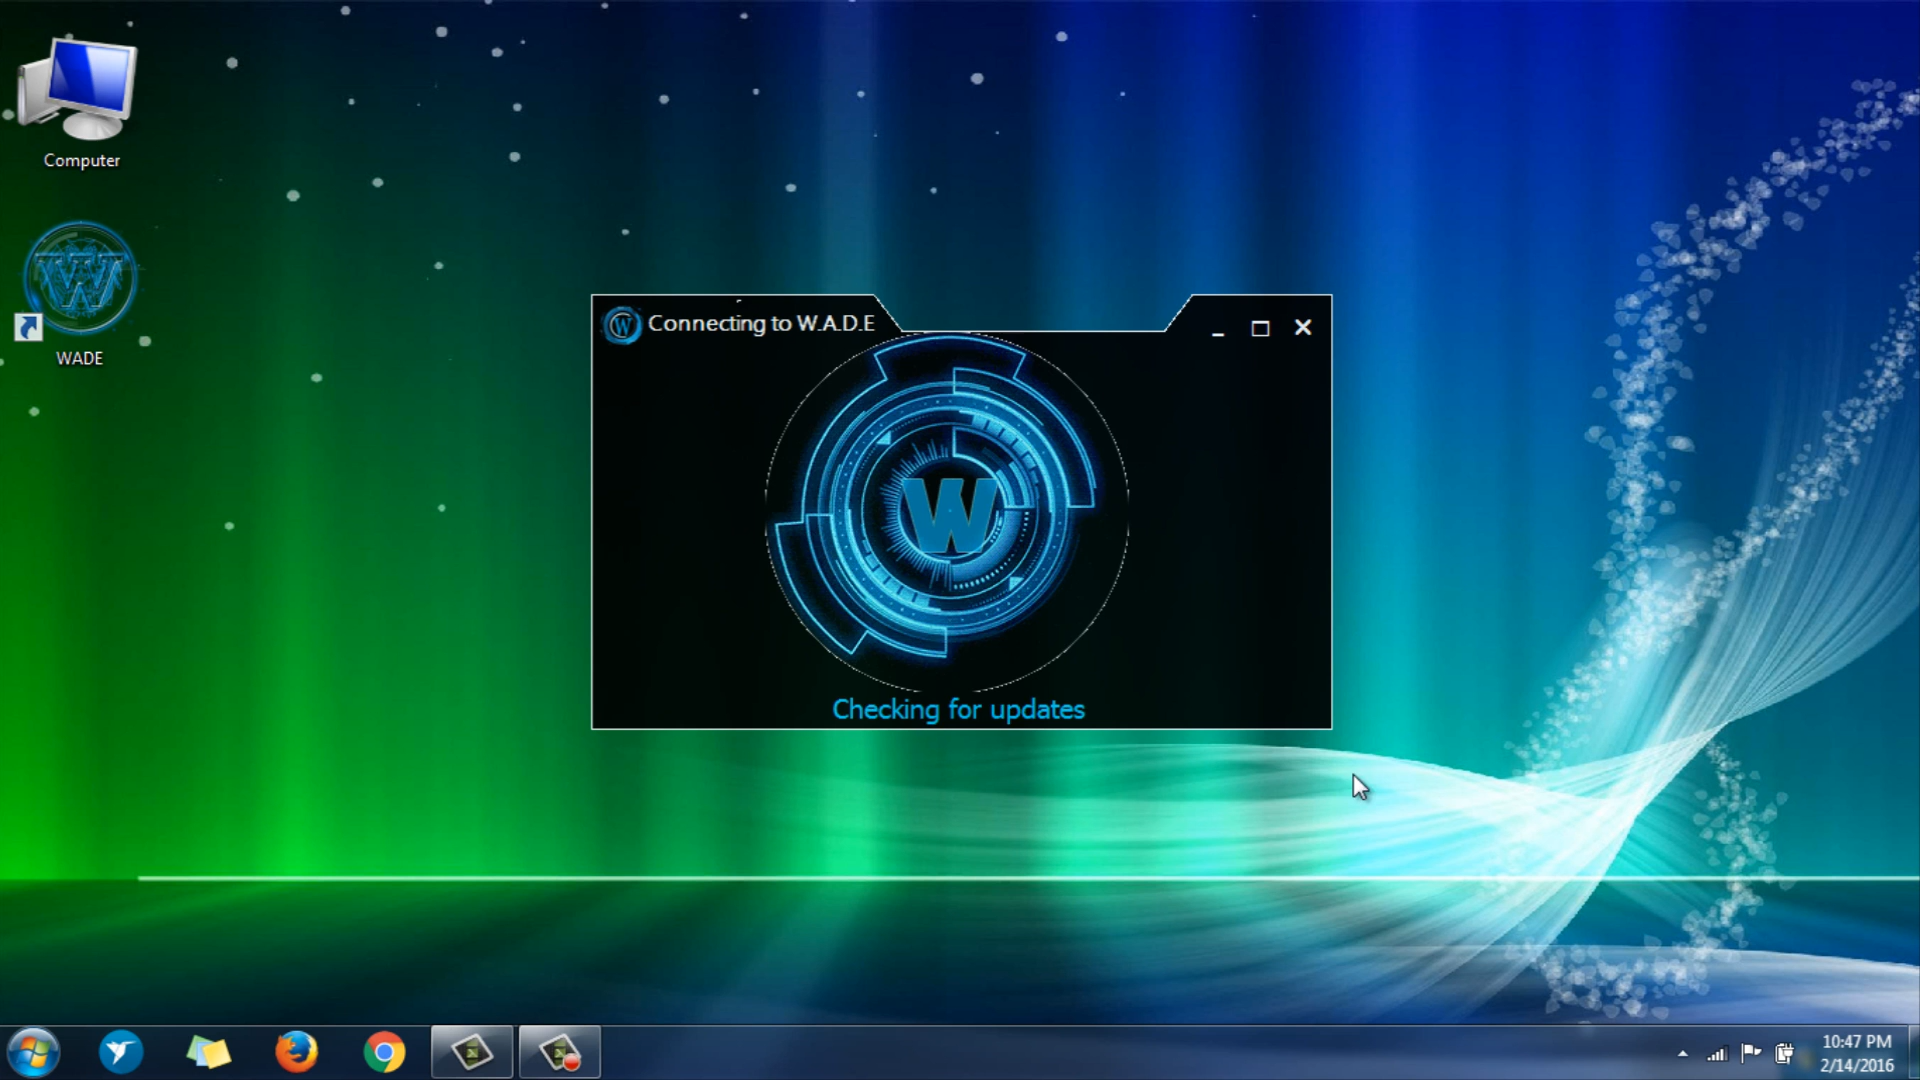 Computer
WADE
Connecting to W.A.D.E
W
Checking for updates
10:47 PM
2/14/2016